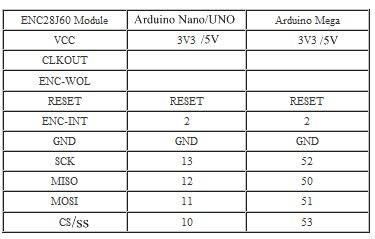 ENC28J60 Module Arduino Nano/UNO Arduino Mega
VCC 3V3 /5V 3V3 /5V
CLKOUT
ENC-WOL
RESET RESET RESET
ENC-INT 2 2
GND GND GND
SCK 13 52
MISO 12 50
MOSI 11 51
CS/ss 10 53